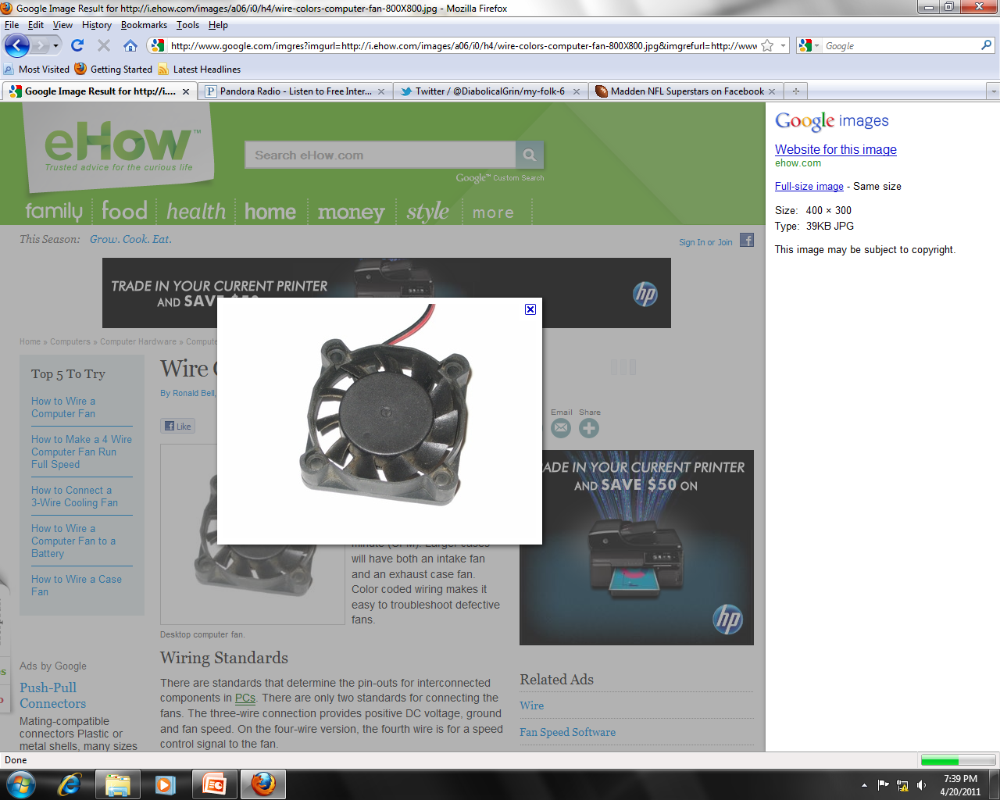 Google Image Result for http://i.ehow.com/images/a06/i0/h4/wire-colors-computer-fan-800X800.jpg - Mozilla Firefox
File Edit View History Bookmarks Tools Help
http://www.google.com/imgres?imgurl=http://i.ehow.com/images/a06/i0/h4/wire-colors-computer-fan-800X800.jpg&imgrefurl=http://www
Google
Most Visited Getting Started Latest Headlines
Google Image Result for http://i....
Pandora Radio - Listen to Free Inter...
Twitter / @DiabolicalGrin/my-folk-6
Madden NFL Superstars on Facebook
eHow™
Trusted advice for the curious life
Search eHow.com
Google™ Custom Search
family food health home money style more
This Season: Grow. Cook. Eat.
Sign In or Join
TRADE IN YOUR CURRENT PRINTER
AND SAVE $50
hp
Home » Computers » Computer Hardware » Compute
Top 5 To Try
How to Wire a
Computer Fan
How to Make a 4 Wire
Computer Fan Run
Full Speed
How to Connect a
3-Wire Cooling Fan
How to Wire a
Computer Fan to a
Battery
How to Wire a Case
Fan
Ads by Google
Push-Pull
Connectors
Mating-compatible
connectors Plastic or
metal shells, many sizes
Wire
By Ronald Bell,
Like
Email Share
minute (CFM). Larger cases
will have both an intake fan
and an exhaust case fan.
Color coded wiring makes it
easy to troubleshoot defective
fans.
Desktop computer fan.
Wiring Standards
There are standards that determine the pin-outs for interconnected
components in PCs. There are only two standards for connecting the
fans. The three-wire connection provides positive DC voltage, ground
and fan speed. On the four-wire version, the fourth wire is for a speed
control signal to the fan.
ADE IN YOUR CURRENT PRINTER
AND SAVE $50 ON
hp
Related Ads
Wire
Fan Speed Software
Google images
Website for this image
ehow.com
Full-size image - Same size
Size: 400 × 300
Type: 39KB JPG
This image may be subject to copyright.
Done
7:39 PM
4/20/2011